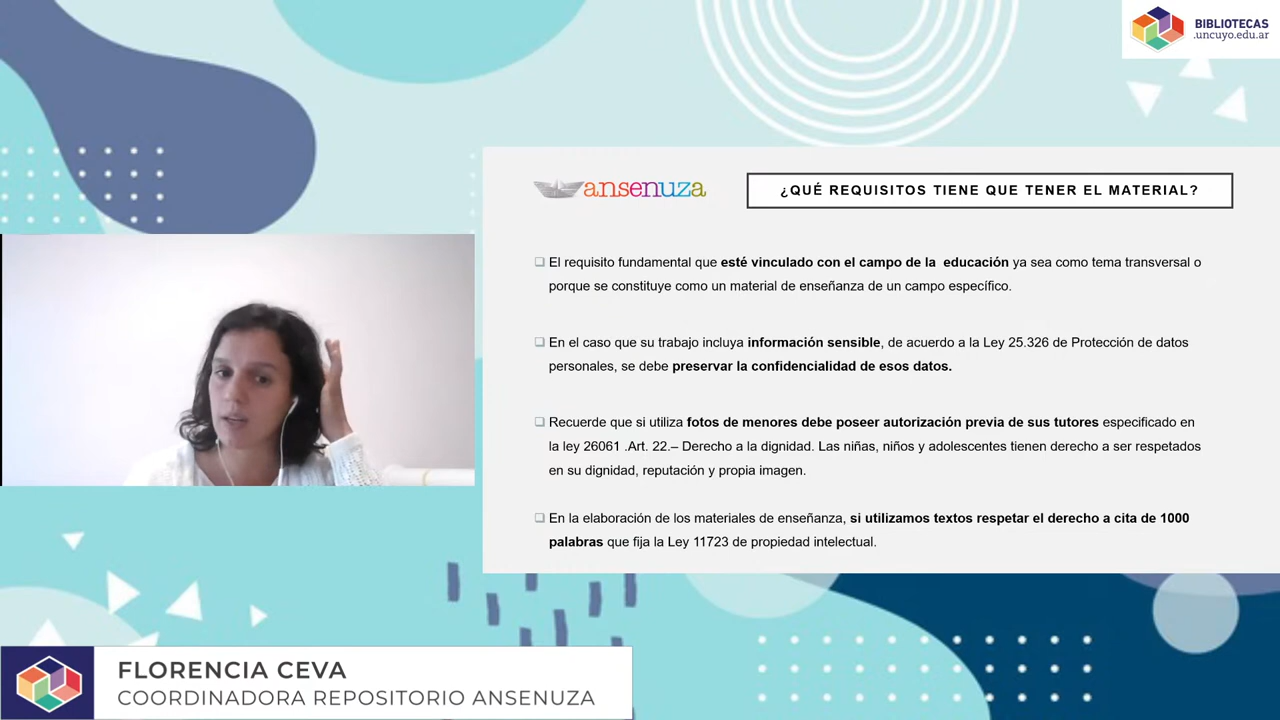 BIBLIOTECAS
.uncuyo.edu.ar
ansenuza
¿QUÉ REQUISITOS TIENE QUE TENER EL MATERIAL?
El requisito fundamental que esté vinculado con el campo de la educación ya sea como tema transversal o
porque se constituye como un material de enseñanza de un campo específico.
En el caso que su trabajo incluya información sensible, de acuerdo a la Ley 25.326 de Protección de datos
personales, se debe preservar la confidencialidad de esos datos.
Recuerde que si utiliza fotos de menores debe poseer autorización previa de sus tutores especificado en
la ley 26061 .Art. 22.– Derecho a la dignidad. Las niñas, niños y adolescentes tienen derecho a ser respetados
en su dignidad, reputación y propia imagen.
En la elaboración de los materiales de enseñanza, si utilizamos textos respetar el derecho a cita de 1000
palabras que fija la Ley 11723 de propiedad intelectual.
FLORENCIA CEVA
COORDINADORA REPOSITORIO ANSENUZA